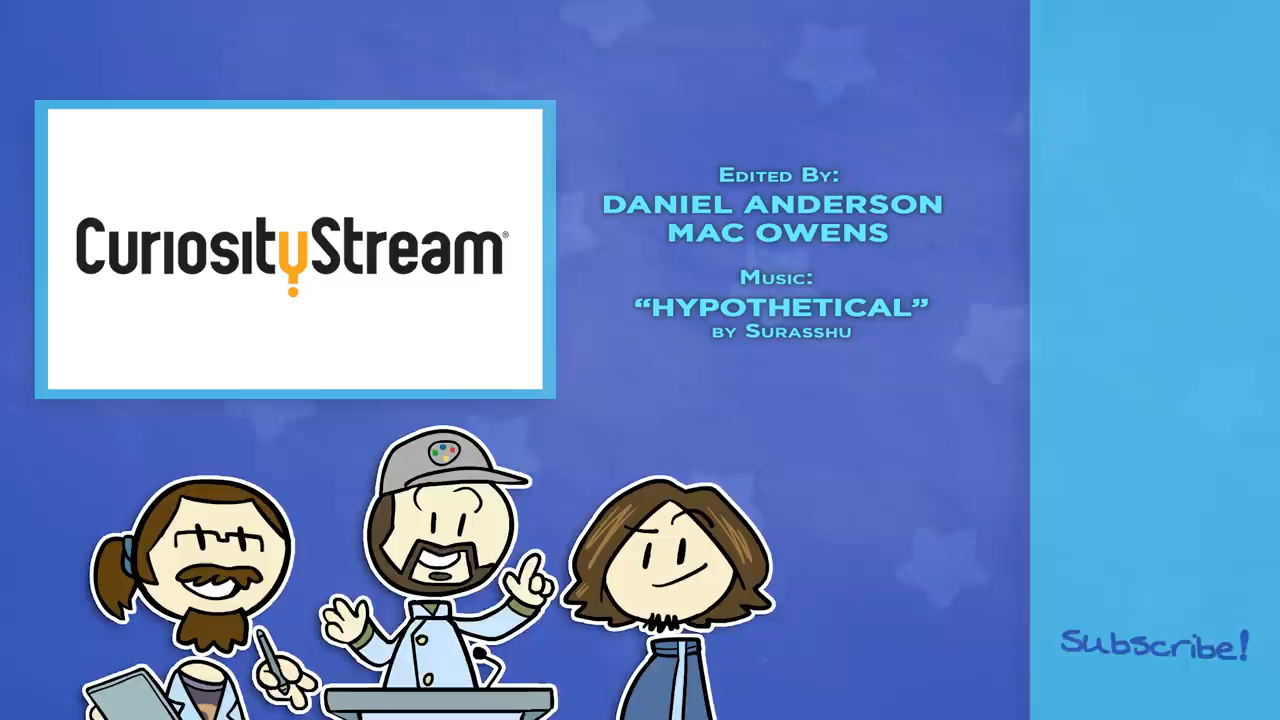 CuriosityStream®
EDITED BY:
DANIEL ANDERSON
MAC OWENS
MUSIC:
“HYPOTHETICAL”
BY SURASSHU
Subscribe!